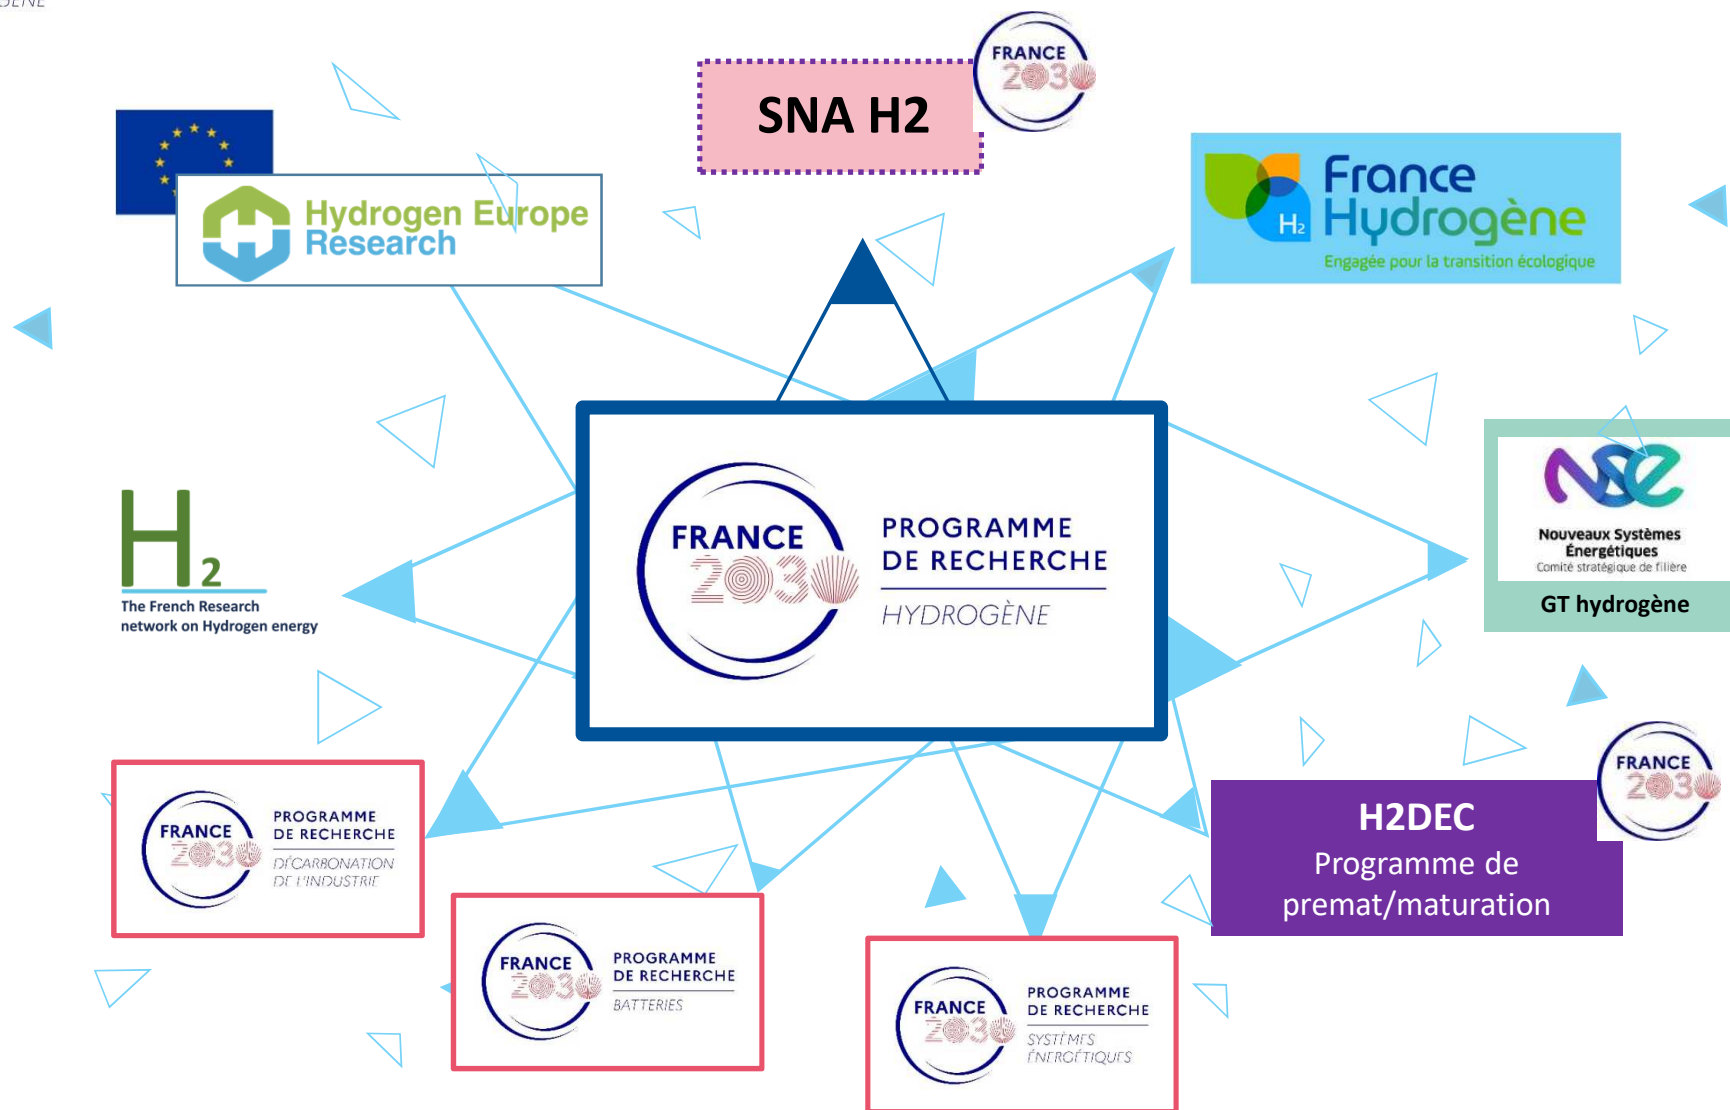 FRANCE
2030
SNA H2
Hydrogen Europe
Research
France
H2 Hydrogène
Engagée pour la transition écologique
FRANCE
2030
PROGRAMME
DE RECHERCHE
HYDROGÈNE
nse
Nouveaux Systèmes
Énergétiques
Comité stratégique de filière
GT hydrogène
H2
The French Research
network on Hydrogen energy
FRANCE
2030
PROGRAMME
DE RECHERCHE
DÉCARBONATION
DE L'INDUSTRIE
FRANCE
2030
PROGRAMME
DE RECHERCHE
BATTERIES
FRANCE
2030
PROGRAMME
DE RECHERCHE
SYSTÈMES
ÉNERGÉTIQUES
FRANCE
2030
H2DEC
Programme de
premat/maturation